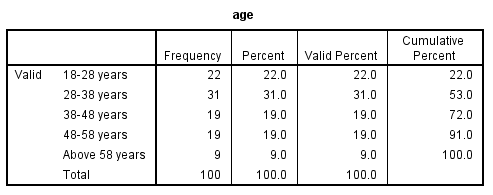 age
Frequency Percent Valid Percent Cumulative Percent
Valid 18-28 years 22 22.0 22.0 22.0
28-38 years 31 31.0 31.0 53.0
38-48 years 19 19.0 19.0 72.0
48-58 years 19 19.0 19.0 91.0
Above 58 years 9 9.0 9.0 100.0
Total 100 100.0 100.0